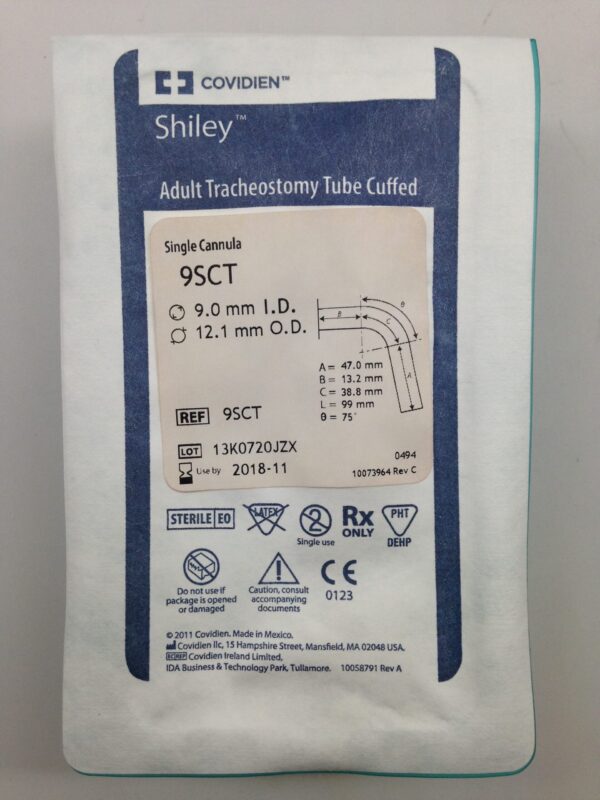 COVIDIEN™
Shiley™
Adult Tracheostomy Tube Cuffed
Single Cannula
9SCT
9.0 mm I.D.
12.1 mm O.D.
θ
B
C
A
A = 47.0 mm
B = 13.2 mm
C = 38.8 mm
L = 99 mm
θ = 75°
REF 9SCT
LOT 13K0720JZX
0494
Use by 2018-11
10073964 Rev C
STERILE EO
LATEX
2
Single use
Rx ONLY
PHT
DEHP
Do not use if
package is opened
or damaged
Caution, consult
accompanying
documents
CE
0123
© 2011 Covidien. Made in Mexico.
Covidien llc, 15 Hampshire Street, Mansfield, MA 02048 USA.
EC REP Covidien Ireland Limited,
IDA Business & Technology Park, Tullamore. 10058791 Rev A